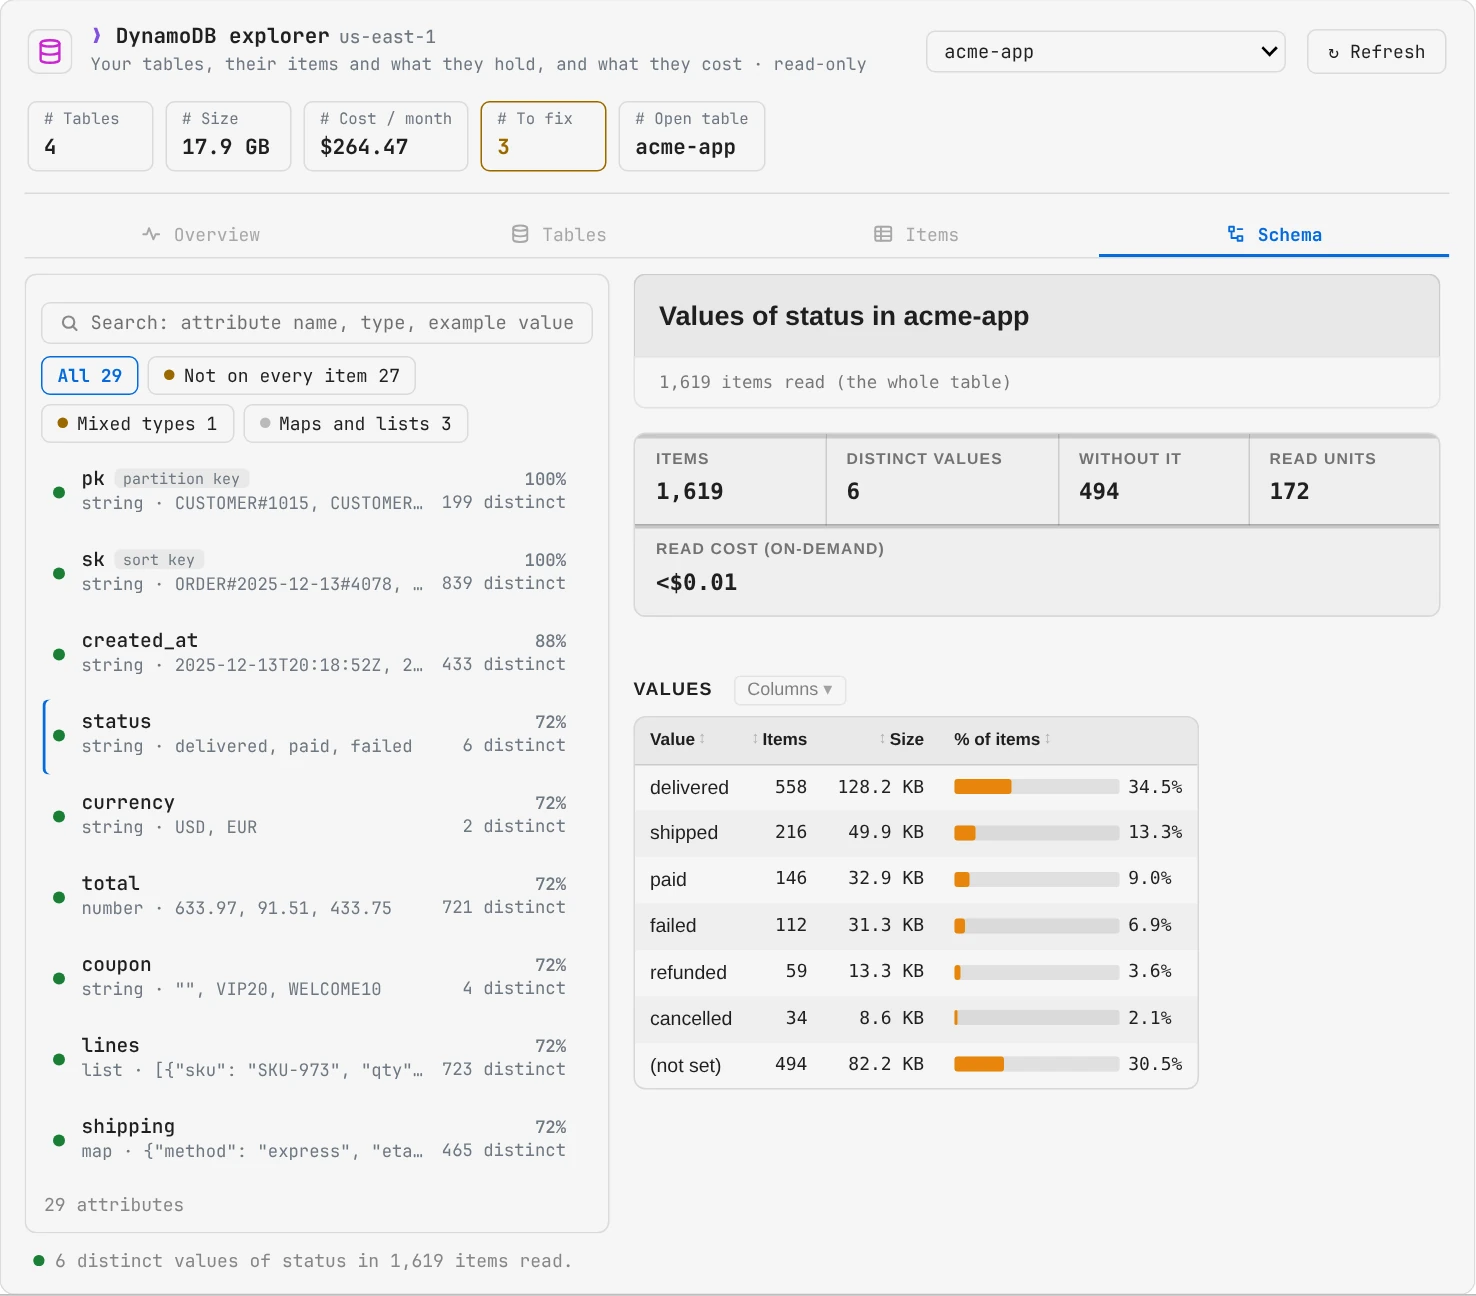 ❫ DynamoDB explorer us-east-1
Your tables, their items and what they hold, and what they cost · read-only
acme-app
↻ Refresh
# Tables
4
# Size
17.9 GB
# Cost / month
$264.47
# To fix
3
# Open table
acme-app
Overview
Tables
Items
Schema
Search: attribute name, type, example value
All 29
Not on every item 27
Mixed types 1
Maps and lists 3
pk partition key 100%
string · CUSTOMER#1015, CUSTOMER… 199 distinct
sk sort key 100%
string · ORDER#2025-12-13#4078, … 839 distinct
created_at 88%
string · 2025-12-13T20:18:52Z, 2… 433 distinct
status 72%
string · delivered, paid, failed 6 distinct
currency 72%
string · USD, EUR 2 distinct
total 72%
number · 633.97, 91.51, 433.75 721 distinct
coupon 72%
string · "", VIP20, WELCOME10 4 distinct
lines 72%
list · [{"sku": "SKU-973", "qty"… 723 distinct
shipping 72%
map · {"method": "express", "eta… 465 distinct
29 attributes
Values of status in acme-app
1,619 items read (the whole table)
ITEMS
1,619
DISTINCT VALUES
6
WITHOUT IT
494
READ UNITS
172
READ COST (ON-DEMAND)
<$0.01
VALUES Columns ▾
Value ↕ ↕ Items ↕ Size % of items ↕
delivered 558 128.2 KB 34.5%
shipped 216 49.9 KB 13.3%
paid 146 32.9 KB 9.0%
failed 112 31.3 KB 6.9%
refunded 59 13.3 KB 3.6%
cancelled 34 8.6 KB 2.1%
(not set) 494 82.2 KB 30.5%
6 distinct values of status in 1,619 items read.